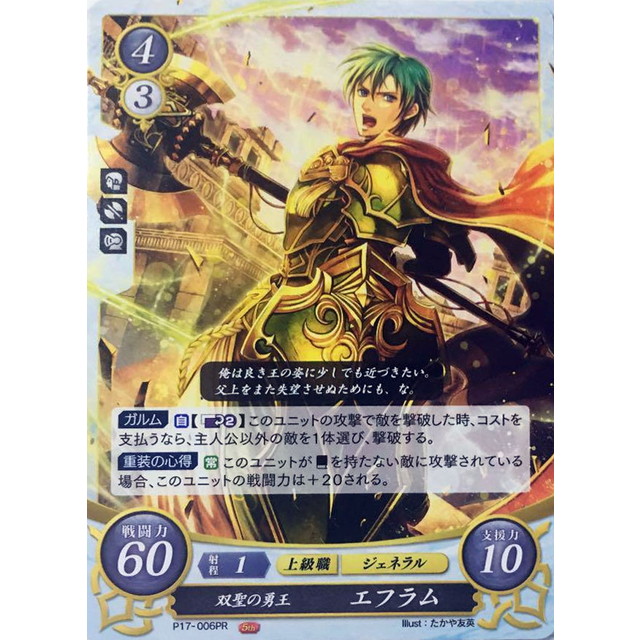 4
3
俺は良き王の姿に少しでも近づきたい。
父上をまた失望させぬためにも、な。
ガルム 自【2】このユニットの攻撃で敵を撃破した時、コストを
支払うなら、主人公以外の敵を1体選び、撃破する。
重装の心得 常 このユニットが を持たない敵に攻撃されている
場合、このユニットの戦闘力は＋20される。
戦闘力
60
射程 1
上級職
ジェネラル
支援力
10
双聖の勇王 エフラム
P17-006PR 5th
Illust：たかや友英